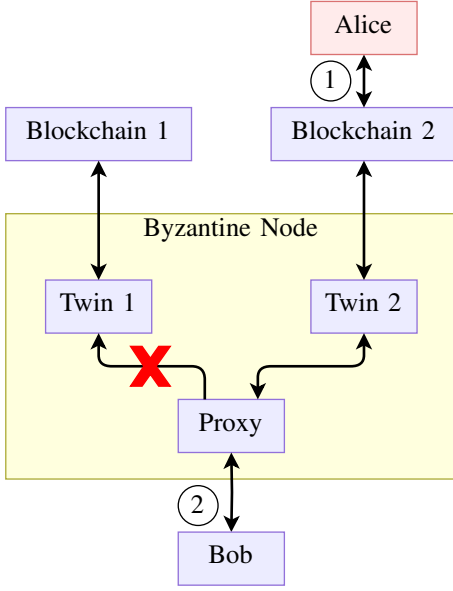 Alice
1
Blockchain 1
Blockchain 2
Byzantine Node
Twin 1
Twin 2
Proxy
2
Bob